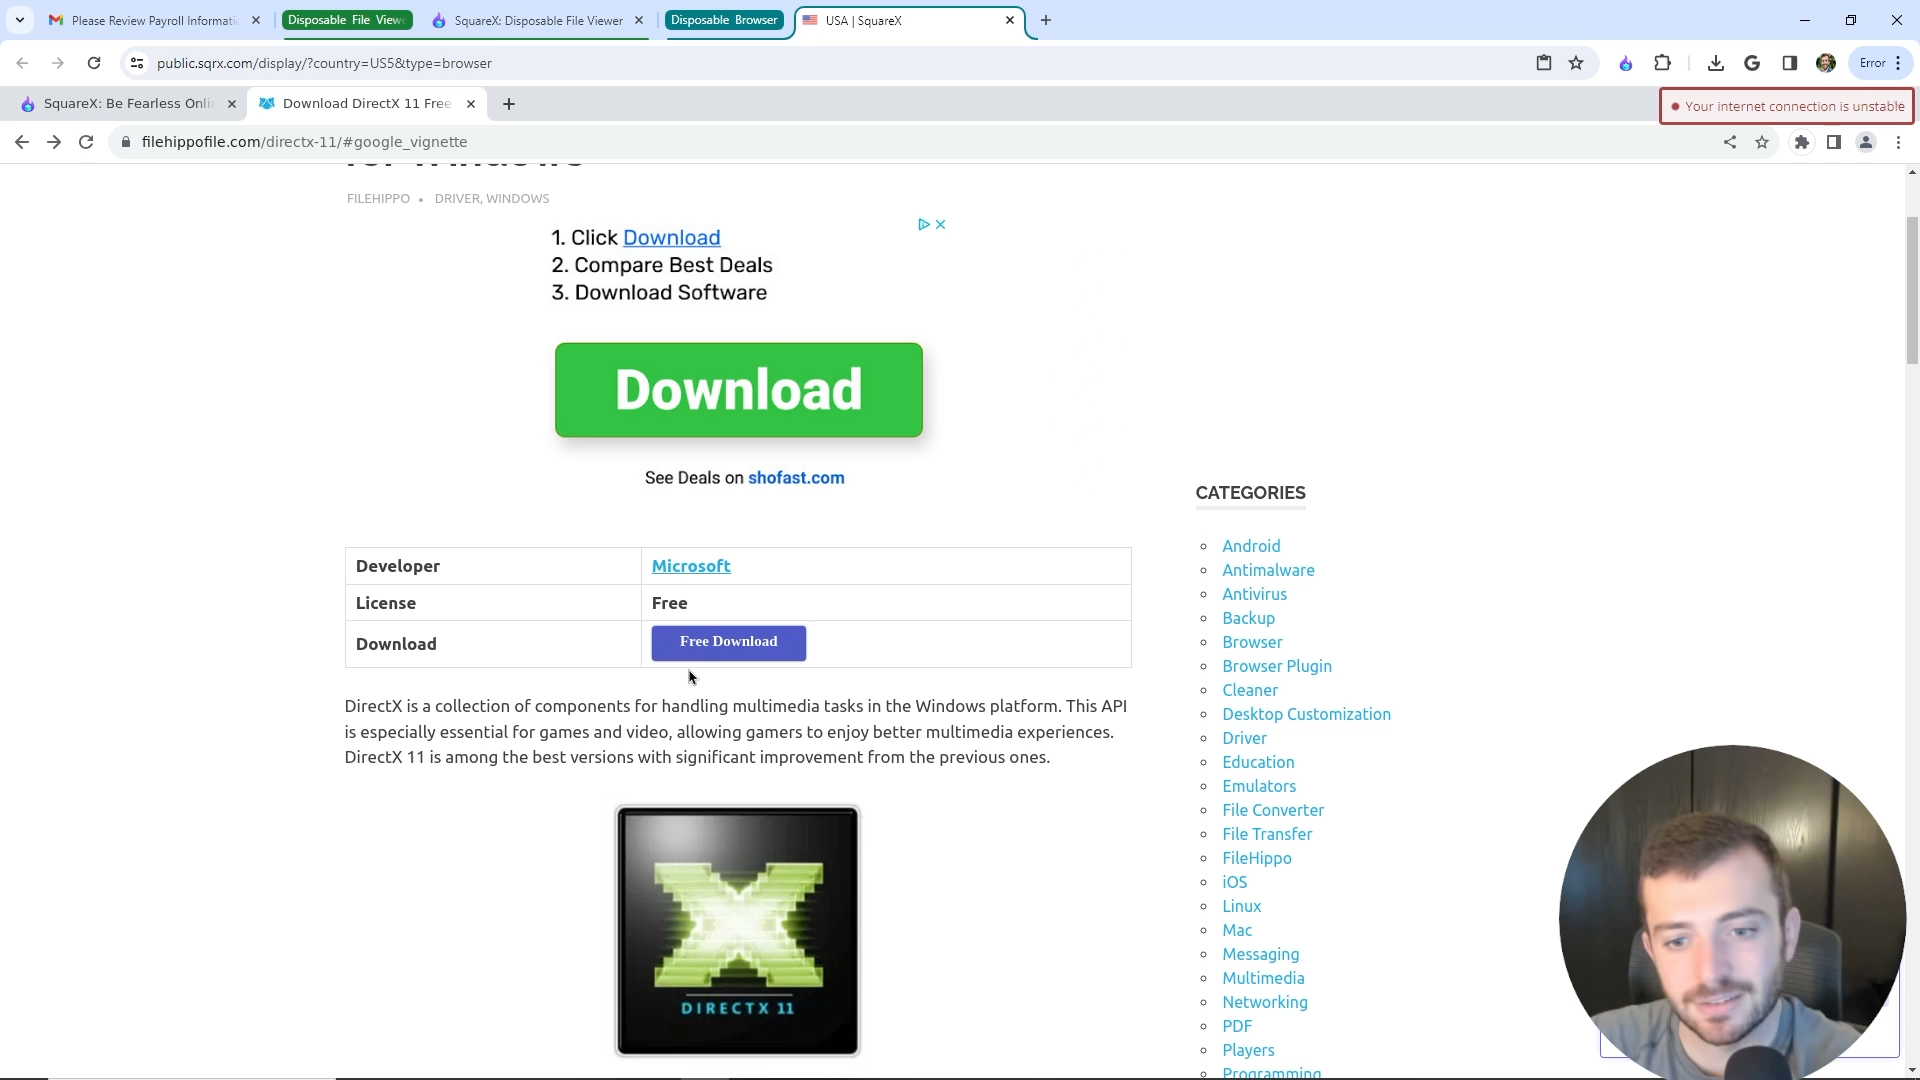 Please Review Payroll Informati
Disposable File Viewe
SquareX: Disposable File Viewer
Disposable Browser
USA | SquareX
public.sqrx.com/display/?country=US5&type=browser
Error
SquareX: Be Fearless Onli
Download DirectX 11 Free
Your internet connection is unstable
filehippofile.com/directx-11/#google_vignette
for Windows
FILEHIPPO • DRIVER, WINDOWS
1. Click Download
2. Compare Best Deals
3. Download Software
Download
See Deals on shofast.com
Developer Microsoft
License Free
Download Free Download
DirectX is a collection of components for handling multimedia tasks in the Windows platform. This API
is especially essential for games and video, allowing gamers to enjoy better multimedia experiences.
DirectX 11 is among the best versions with significant improvement from the previous ones.
DIRECTX 11
CATEGORIES
Android
Antimalware
Antivirus
Backup
Browser
Browser Plugin
Cleaner
Desktop Customization
Driver
Education
Emulators
File Converter
File Transfer
FileHippo
iOS
Linux
Mac
Messaging
Multimedia
Networking
PDF
Players
Programming